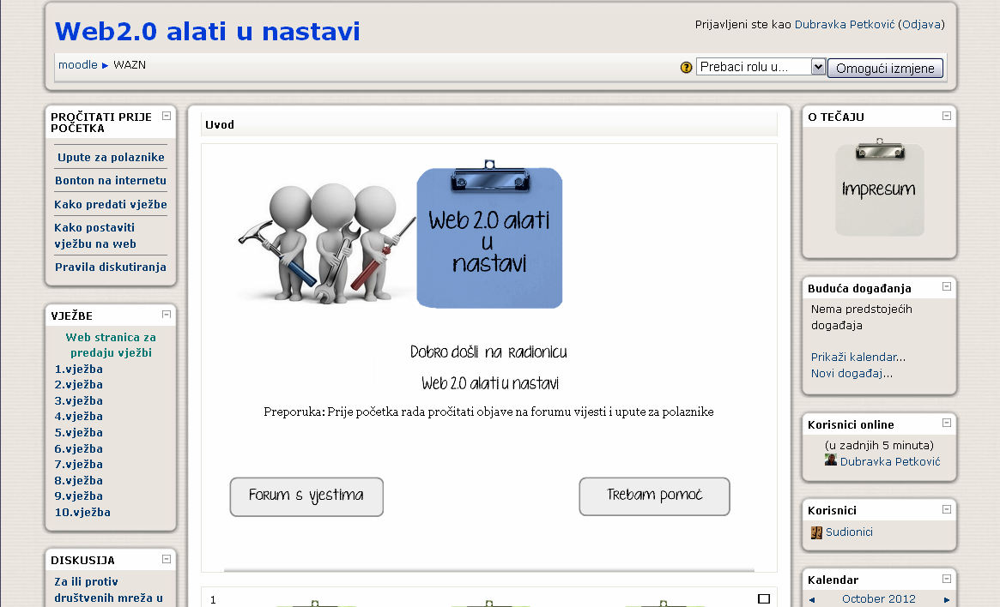 Web2.0 alati u nastavi
Prijavljeni ste kao Dubravka Petković (Odjava)
moodle ► WAZN
Prebaci rolu u...
Omogući izmjene
PROČITATI PRIJE
POČETKA
Upute za polaznike
Bonton na internetu
Kako predati vježbe
Kako postaviti
vježbu na web
Pravila diskutiranja
VJEŽBE
Web stranica za
predaju vježbi
1.vježba
2.vježba
3.vježba
4.vježba
5.vježba
6.vježba
7.vježba
8.vježba
9.vježba
10.vježba
DISKUSIJA
Za ili protiv
društvenih mreža u
Uvod
Web 2.0 alati
u
nastavi
Dobro došli na radionicu
Web 2.0 alati u nastavi
Preporuka: Prije početka rada pročitati objave na forumu vijesti i upute za polaznike
Forum s vjestima
Trebam pomoć
1
O TEČAJU
Impresum
Buduća događanja
Nema predstojećih
događaja
Prikaži kalendar...
Novi događaj...
Korisnici online
(u zadnjih 5 minuta)
Dubravka Petković
Korisnici
Sudionici
Kalendar
◄ October 2012 ►